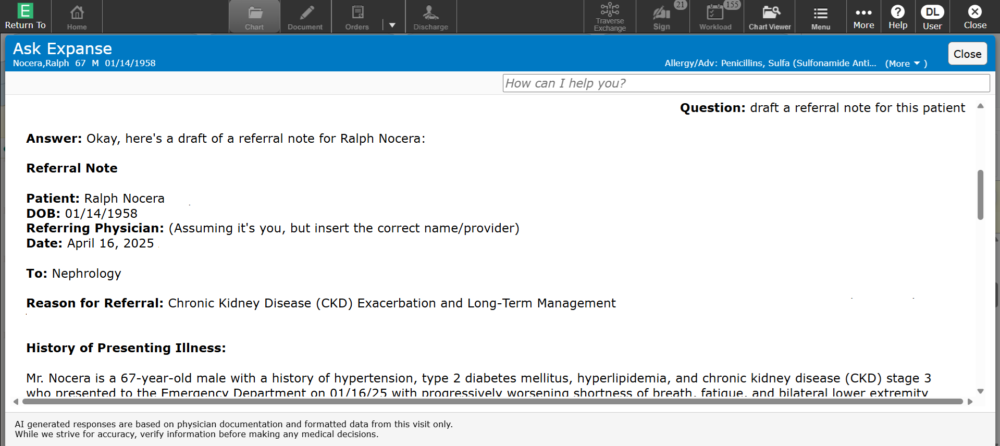 E
Return To
Home
Chart
Document
Orders
Discharge
Traverse
Exchange
21
Sign
155
Workload
Chart Viewer
Menu
More
?
Help
DL
User
Close
Ask Expanse
Nocera,Ralph 67 M 01/14/1958
Allergy/Adv: Penicillins, Sulfa (Sulfonamide Anti... (More )
Close
How can I help you?
Question: draft a referral note for this patient
Answer: Okay, here's a draft of a referral note for Ralph Nocera:
Referral Note
Patient: Ralph Nocera
DOB: 01/14/1958
Referring Physician: (Assuming it's you, but insert the correct name/provider)
Date: April 16, 2025
To: Nephrology
Reason for Referral: Chronic Kidney Disease (CKD) Exacerbation and Long-Term Management
History of Presenting Illness:
Mr. Nocera is a 67-year-old male with a history of hypertension, type 2 diabetes mellitus, hyperlipidemia, and chronic kidney disease (CKD) stage 3
who presented to the Emergency Department on 01/16/25 with progressively worsening shortness of breath, fatigue, and bilateral lower extremity
AI generated responses are based on physician documentation and formatted data from this visit only.
While we strive for accuracy, verify information before making any medical decisions.